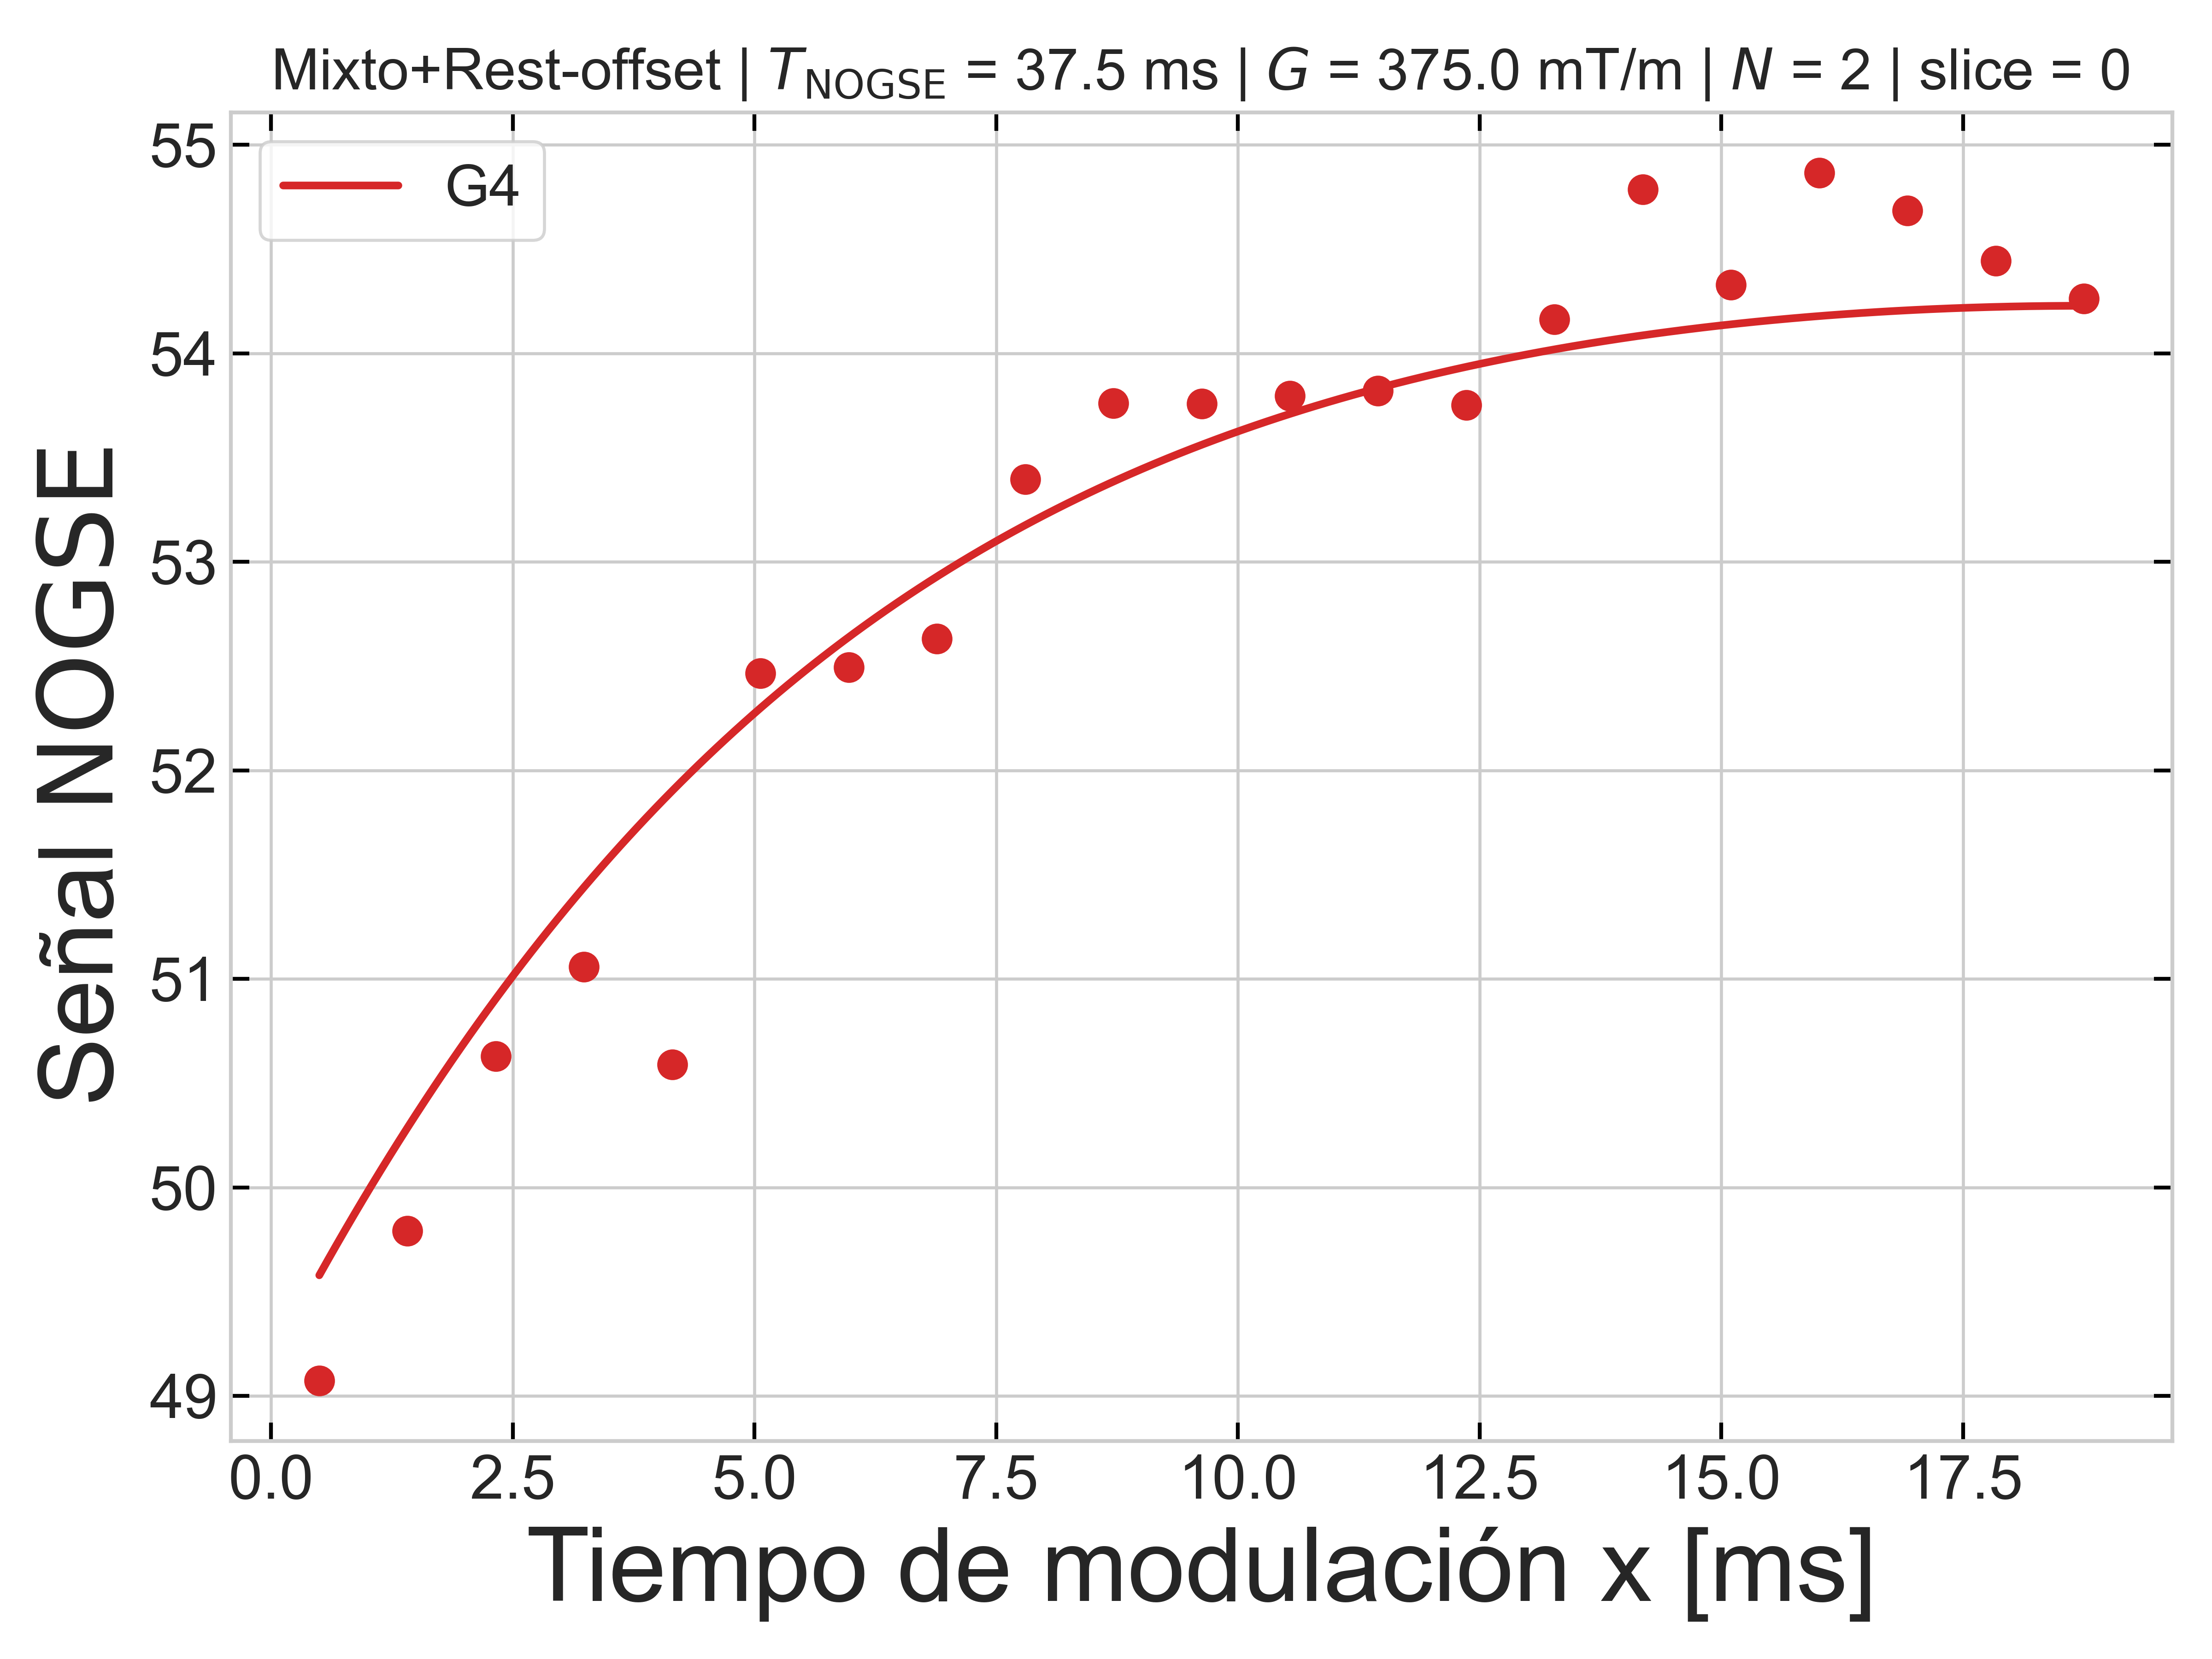 Mixto+Rest-offset | T_NOGSE = 37.5 ms | G = 375.0 mT/m | N = 2 | slice = 0
G4
55
54
53
52
51
50
49
Señal NOGSE
0.0 2.5 5.0 7.5 10.0 12.5 15.0 17.5
Tiempo de modulación x [ms]